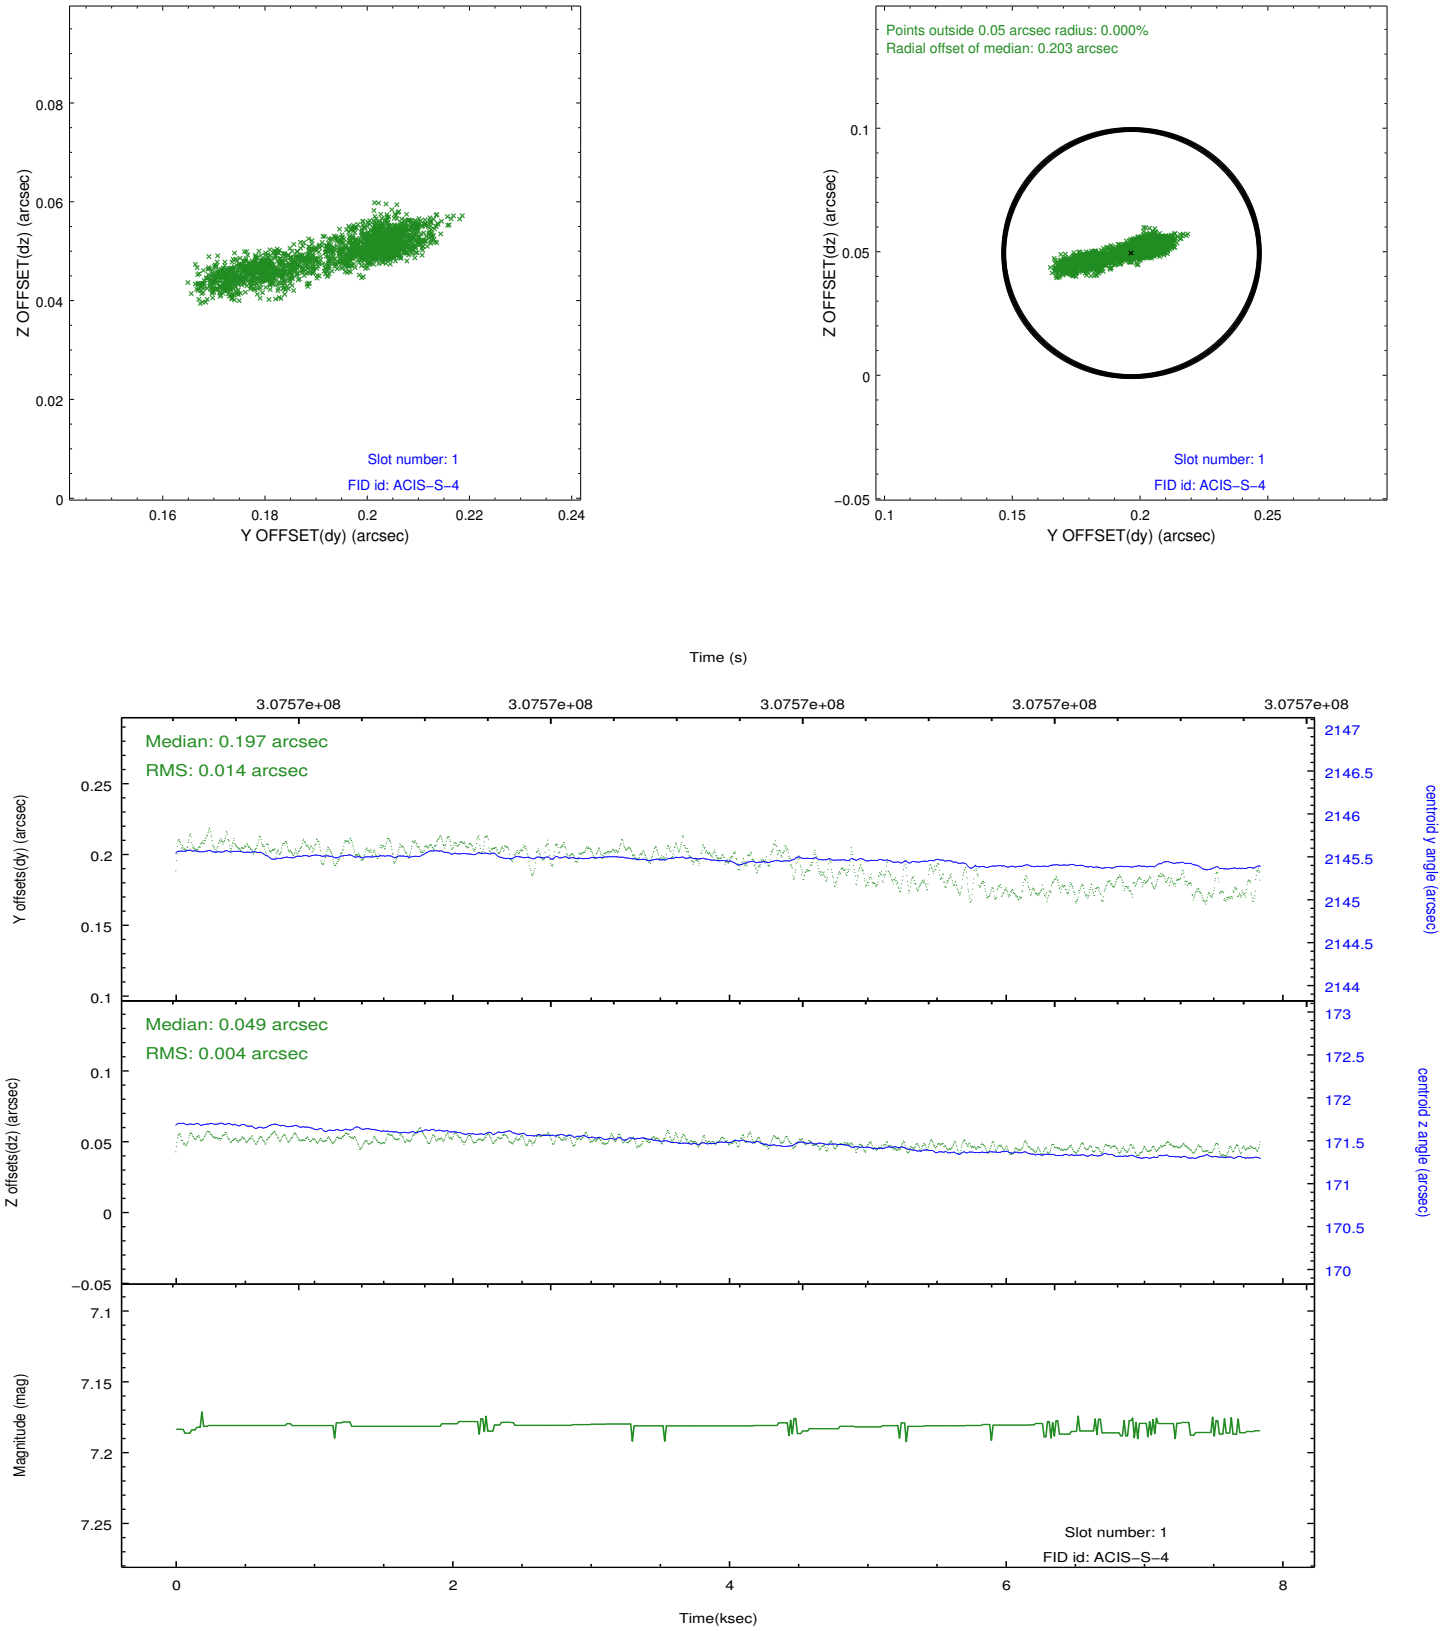 0.08
0.06
0.04
0.02
0
Z OFFSET(dz) (arcsec)
Slot number: 1
FID id: ACIS−S−4
0.16 0.18 0.2 0.22 0.24
Y OFFSET(dy) (arcsec)
Points outside 0.05 arcsec radius: 0.000%
Radial offset of median: 0.203 arcsec
0.1
0.05
0
−0.05
Z OFFSET(dz) (arcsec)
Slot number: 1
FID id: ACIS−S−4
0.1 0.15 0.2 0.25
Y OFFSET(dy) (arcsec)
Time (s)
3.0757e+08 3.0757e+08 3.0757e+08 3.0757e+08 3.0757e+08
Median: 0.197 arcsec
RMS: 0.014 arcsec
0.25
0.2
0.15
0.1
Y offsets(dy) (arcsec)
2147
2146.5
2146
2145.5
2145
2144.5
2144
centroid y angle (arcsec)
Median: 0.049 arcsec
RMS: 0.004 arcsec
0.1
0.05
0
−0.05
Z offsets(dz) (arcsec)
173
172.5
172
171.5
171
170.5
170
centroid z angle (arcsec)
7.1
7.15
7.2
7.25
Magnitude (mag)
Slot number: 1
FID id: ACIS−S−4
0 2 4 6 8
Time(ksec)